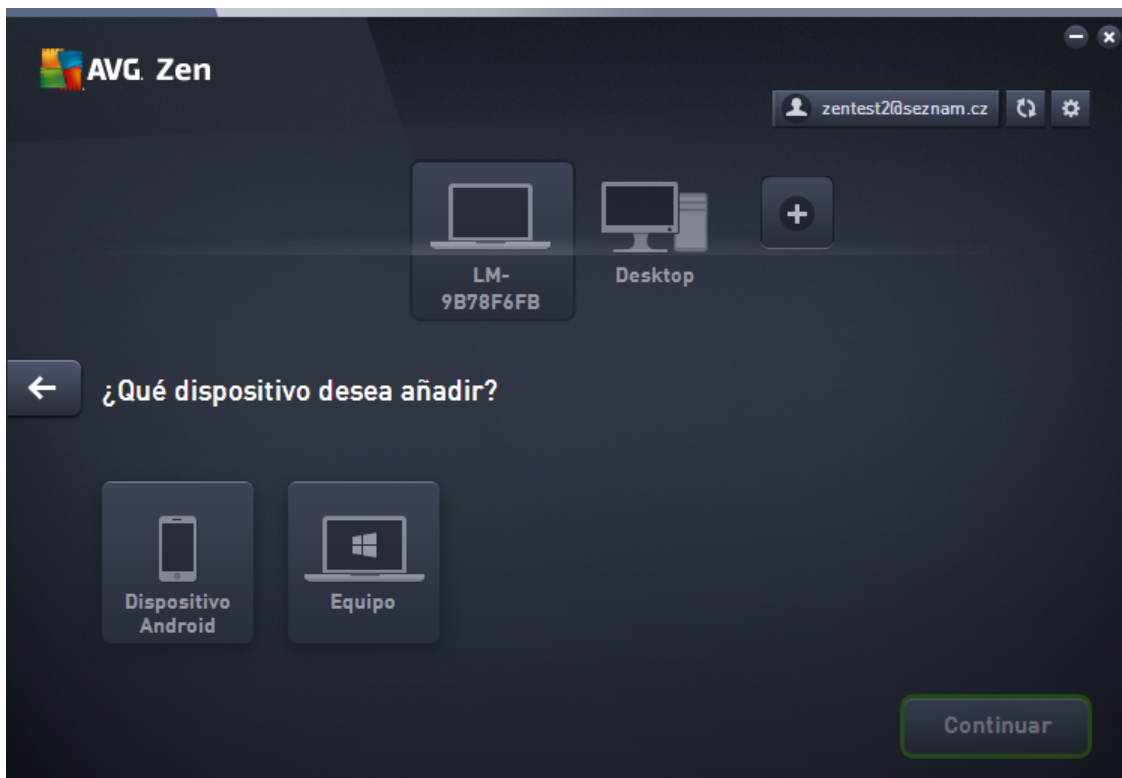 AVG. Zen
zentest2@seznam.cz
LM-
9B78F6FB
Desktop
¿Qué dispositivo desea añadir?
Dispositivo
Android
Equipo
Continuar